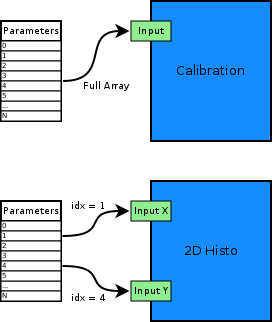 Parameters
0
1
2
3
4
5
...
N
Full Array
Input
Calibration
Parameters
0
1
2
3
4
5
...
N
idx = 1
idx = 4
Input X
Input Y
2D Histo